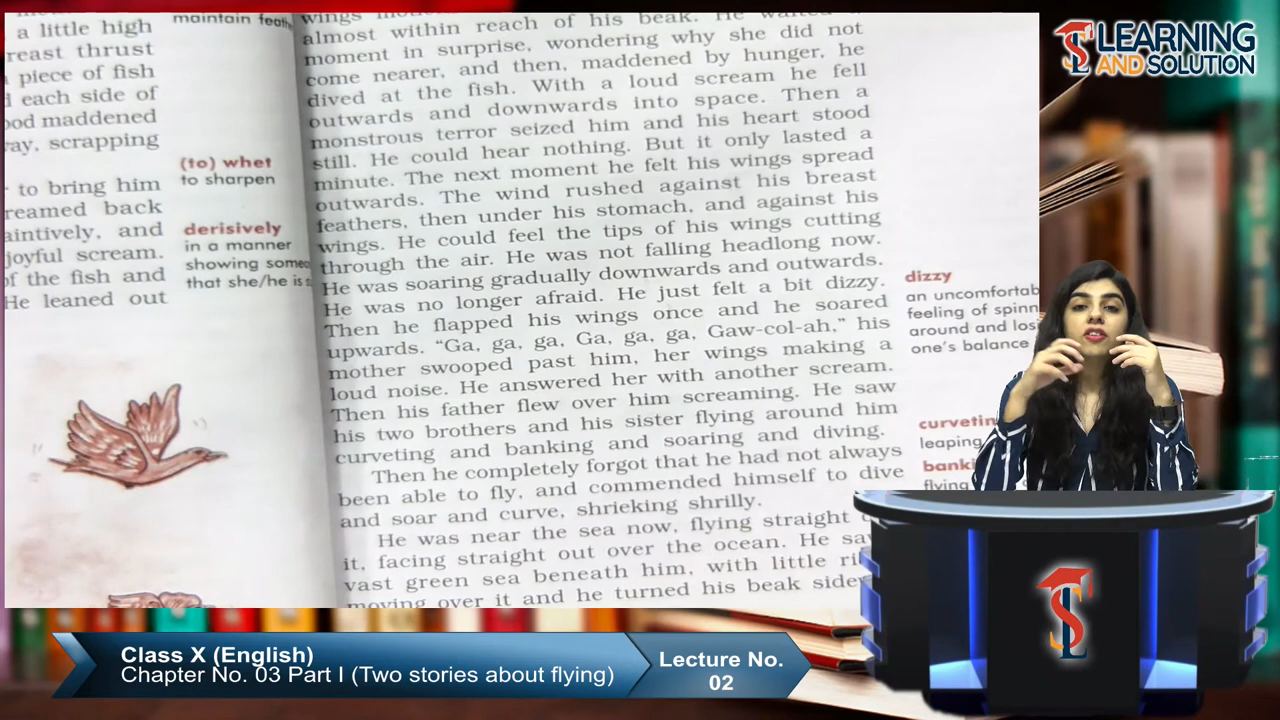 a little high
reast thrust
piece of fish
each side of
ood maddened
ay, scrapping
to bring him
reamed back
aintively, and
joyful scream.
of the fish and
He leaned out
maintain
(to) whet
to sharpen
derisively
in a manner
showing
that she/he is
wings
almost within reach of his beak. He waited
moment in surprise, wondering why she did not
come nearer, and then, maddened by hunger, he
dived at the fish. With a loud scream he fell
outwards and downwards into space. Then a
monstrous terror seized him and his heart stood
still. He could hear nothing. But it only lasted a
minute. The next moment he felt his wings spread
outwards. The wind rushed against his breast
feathers, then under his stomach, and against his
wings. He could feel the tips of his wings cutting
through the air. He was not falling headlong now.
He was soaring gradually downwards and outwards.
He was no longer afraid. He just felt a bit dizzy.
Then he flapped his wings once and he soared
upwards. “Ga, ga, ga, Ga, ga, ga, Gaw-col-ah,” his
mother swooped past him, her wings making a
loud noise. He answered her with another scream.
Then his father flew over him screaming. He saw
his two brothers and his sister flying around him
curveting and banking and soaring and diving.
Then he completely forgot that he had not always
been able to fly, and commended himself to dive
and soar and curve, shrieking shrilly.
He was near the sea now, flying straight
it, facing straight out over the ocean. He
vast green sea beneath him, with little
moving over it and he turned his beak
dizzy
an uncomfortab
feeling of spinn
around and losi
one's balance
curvetin
leaping
banki
flying
LEARNING
AND SOLUTION
Class X (English)
Chapter No. 03 Part I (Two stories about flying)
Lecture No.
02